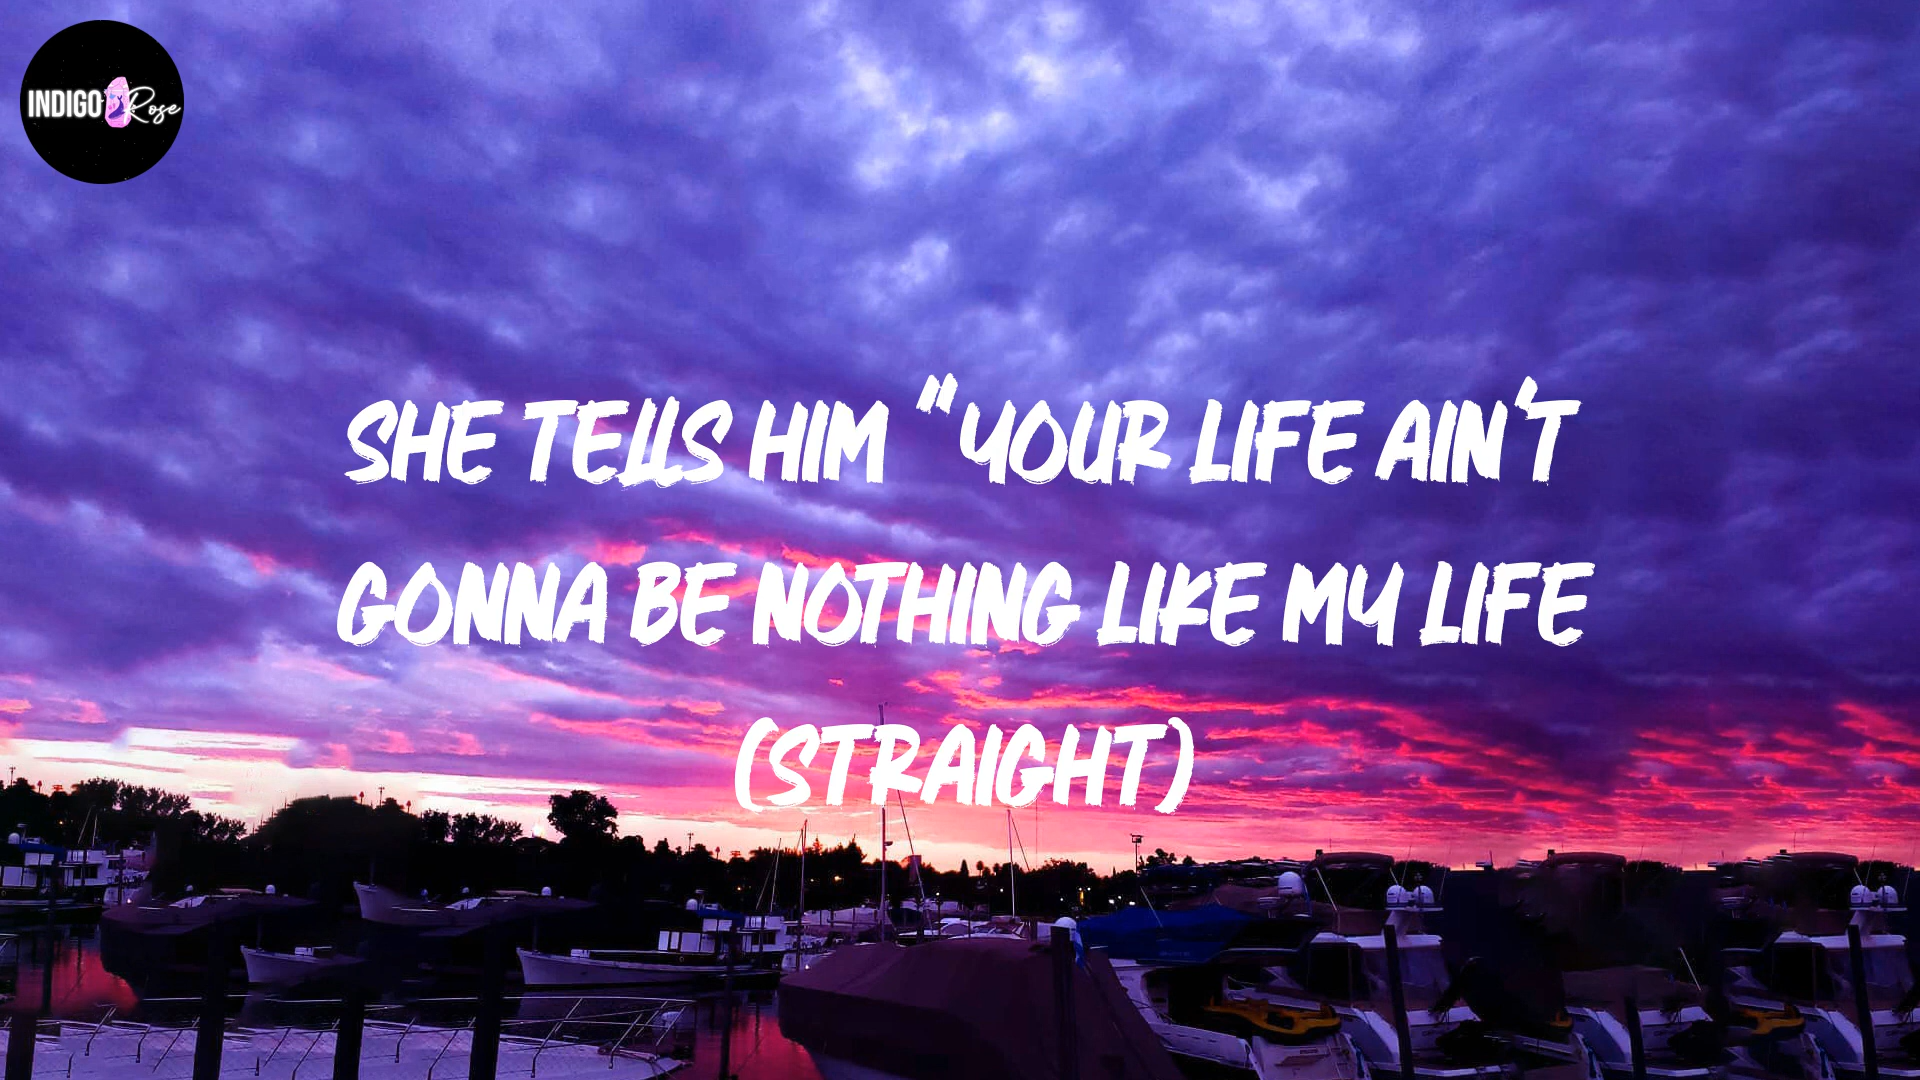 INDIGO Rose
SHE TELLS HIM "YOUR LIFE AIN'T
GONNA BE NOTHING LIKE MY LIFE
(STRAIGHT)